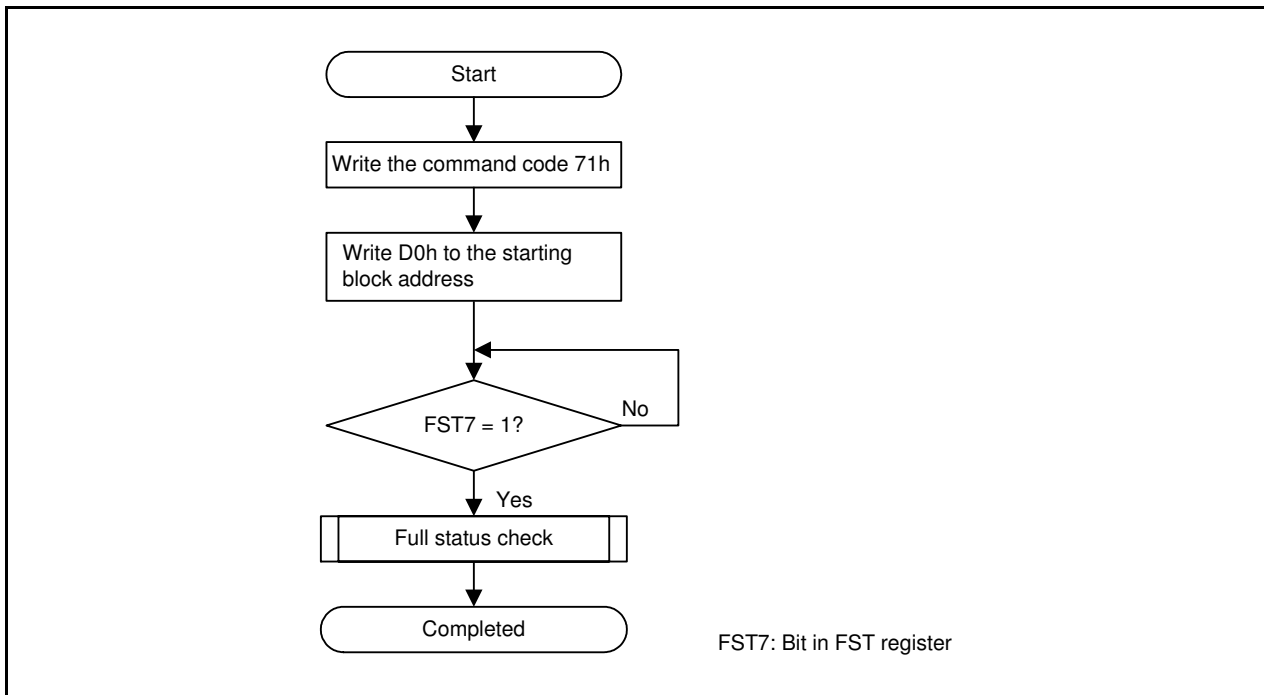 Start
Write the command code 71h
Write D0h to the starting
block address
FST7 = 1?
No
Yes
Full status check
Completed
FST7: Bit in FST register